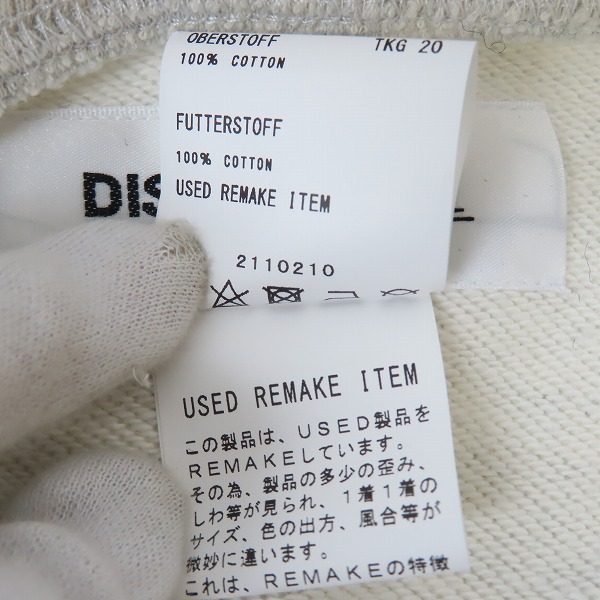 OBERSTOFF TKG 20
100% COTTON
FUTTERSTOFF
100% COTTON
USED REMAKE ITEM
2110210
DIS
USED REMAKE ITEM
この製品は、USED製品を
REMAKEしています。
その為、製品の多少の歪み、
しわ等が見られ、1着1着の
サイズ、色の出方、風合等が
微妙に違います。
これは、REMAKEの特徴